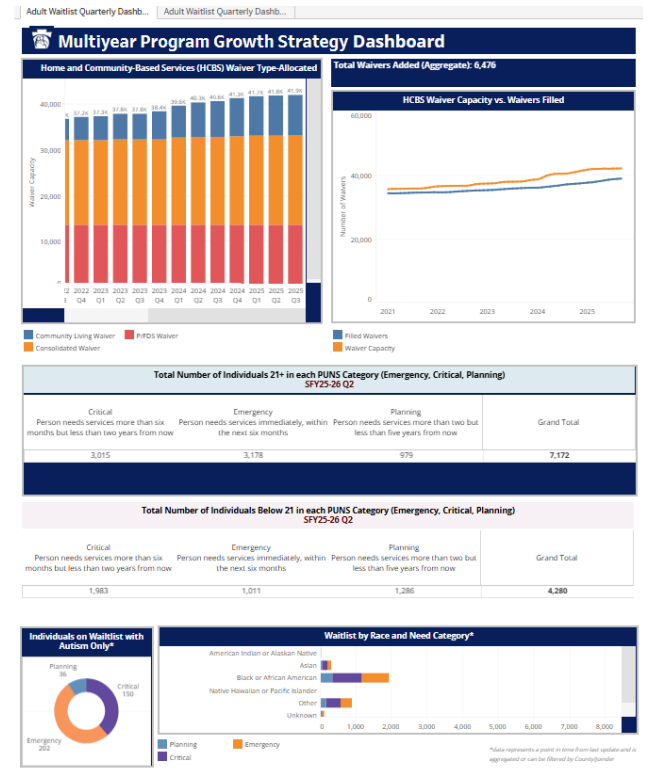 Adult Waitlist Quarterly Dashb...
Adult Waitlist Quarterly Dashb...
Multiyear Program Growth Strategy Dashboard
Home and Community-Based Services (HCBS) Waiver Type-Allocated
Waiver Capacity
40,000
30,000
20,000
10,000
37.2K 37.3K 37.8K 37.8K 38.4K 39.6K 40.3K 40.6K 41.3K 41.7K 41.8K 41.9K
2022 2023 2023 2023 2023 2024 2024 2024 2024 2025 2025 2025
Q4 Q1 Q2 Q3 Q4 Q1 Q2 Q3 Q4 Q1 Q2 Q3
Community Living Waiver
P/FDS Waiver
Consolidated Waiver
Total Waivers Added (Aggregate): 6,476
HCBS Waiver Capacity vs. Waivers Filled
Number of Waivers
60,000
40,000
20,000
0
2021 2022 2023 2024 2025
Filled Waivers
Waiver Capacity
Total Number of Individuals 21+ in each PUNS Category (Emergency, Critical, Planning)
SFY25-26 Q2
Critical
Person needs services more than six
months but less than two years from now
Emergency
Person needs services immediately, within
the next six months
Planning
Person needs services more than two but
less than five years from now
Grand Total
3,015 3,178 979 7,172
Total Number of Individuals Below 21 in each PUNS Category (Emergency, Critical, Planning)
SFY25-26 Q2
Critical
Person needs services more than six
months but less than two years from now
Emergency
Person needs services immediately, within
the next six months
Planning
Person needs services more than two but
less than five years from now
Grand Total
1,983 1,011 1,286 4,280
Individuals on Waitlist with
Autism Only*
Planning
36
Critical
150
Emergency
202
Waitlist by Race and Need Category*
American Indian or Alaskan Native
Asian
Black or African American
Native Hawaiian or Pacific Islander
Other
Unknown
0 1,000 2,000 3,000 4,000 5,000 6,000 7,000 8,000
Planning
Emergency
Critical
*data represents a point in time from last update and is
aggregated or can be filtered by County/Joinder